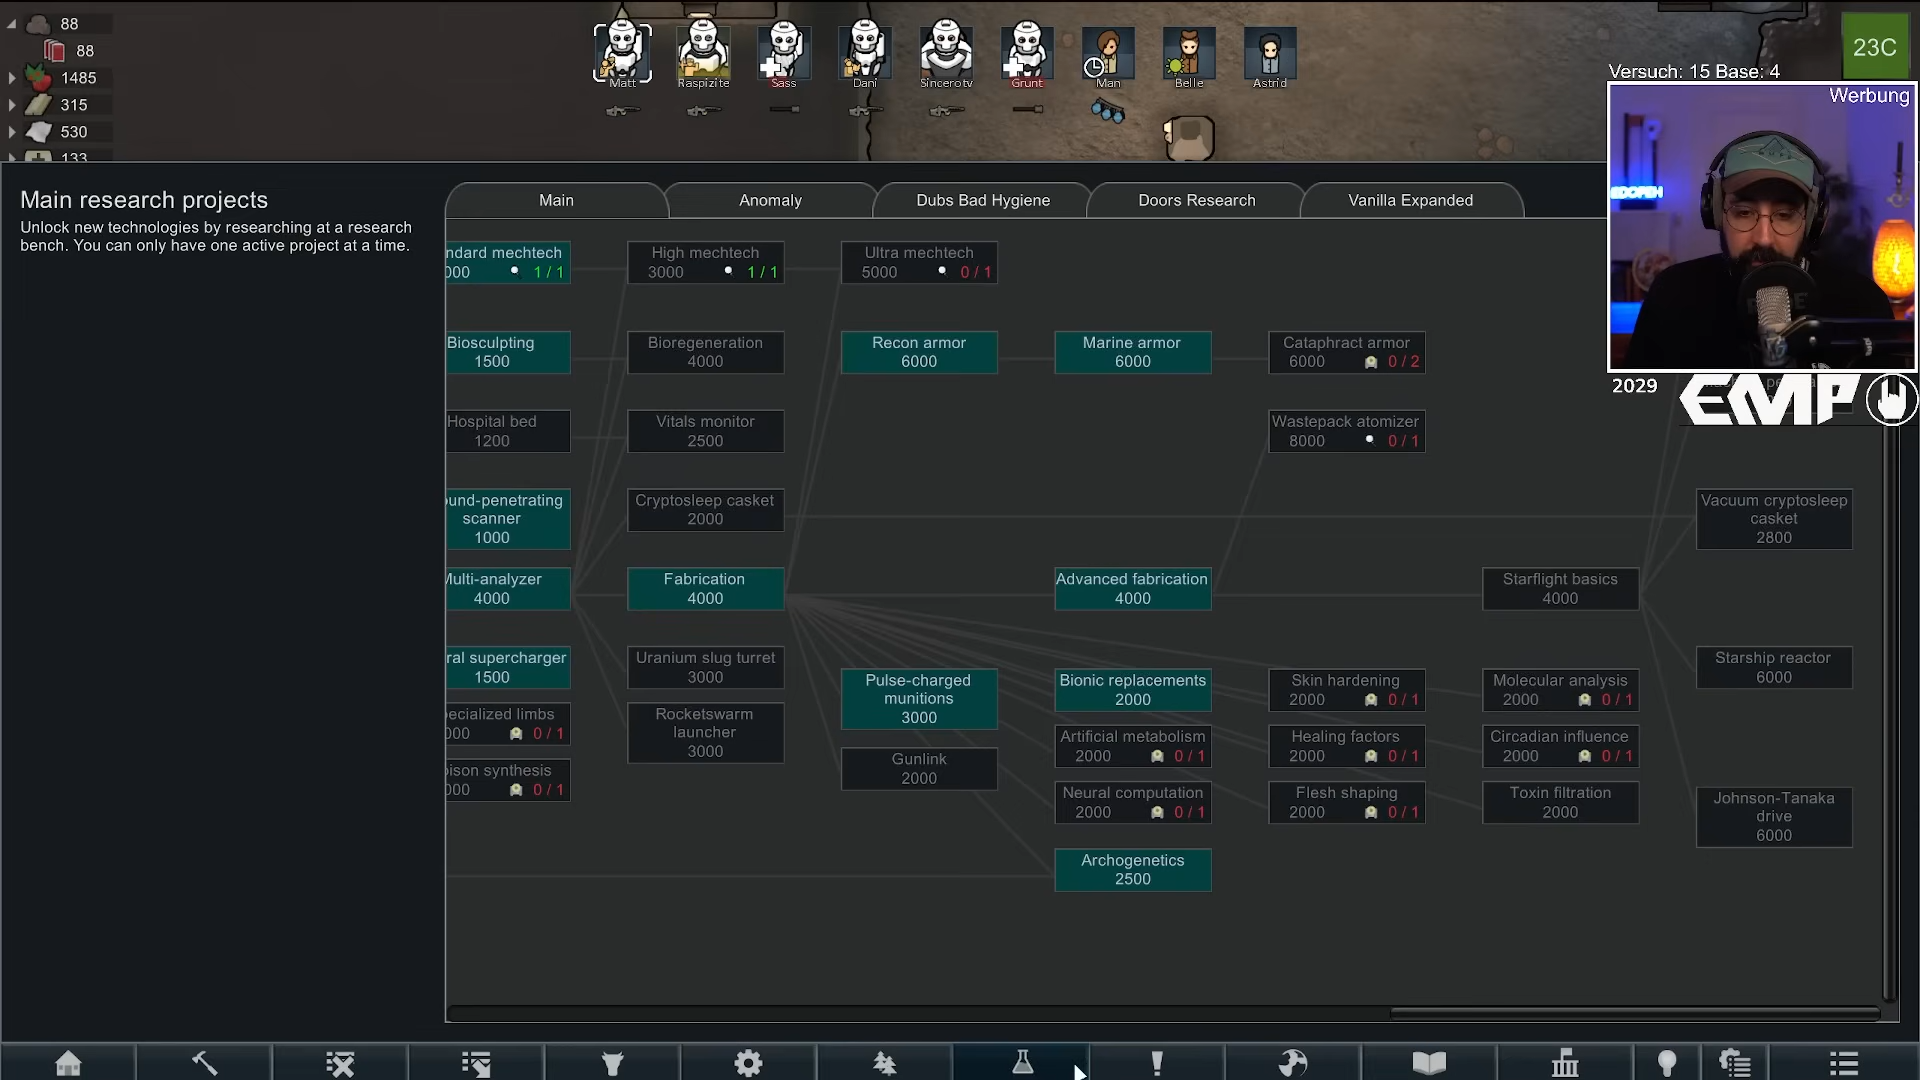 88
88
1485
315
530
133
Matt
Raspizite
Sass
Dani
Sincerotv
Grunt
Man
Belle
Astrid
23C
Versuch: 15 Base: 4
Werbung
2029
EMP
Main research projects
Unlock new technologies by researching at a research
bench. You can only have one active project at a time.
Main
Anomaly
Dubs Bad Hygiene
Doors Research
Vanilla Expanded
ndard mechtech
000 1 / 1
High mechtech
3000 1 / 1
Ultra mechtech
5000 0 / 1
Biosculpting
1500
Bioregeneration
4000
Recon armor
6000
Marine armor
6000
Cataphract armor
6000 0 / 2
Hospital bed
1200
Vitals monitor
2500
Wastepack atomizer
8000 0 / 1
und-penetrating
scanner
1000
Cryptosleep casket
2000
Vacuum cryptosleep
casket
2800
Multi-analyzer
4000
Fabrication
4000
Advanced fabrication
4000
Starflight basics
4000
ral supercharger
1500
Uranium slug turret
3000
Starship reactor
6000
Pulse-charged
munitions
3000
Bionic replacements
2000
Skin hardening
2000 0 / 1
Molecular analysis
2000 0 / 1
ecialized limbs
000 0 / 1
Rocketswarm
launcher
3000
Artificial metabolism
2000 0 / 1
Healing factors
2000 0 / 1
Circadian influence
2000 0 / 1
Gunlink
2000
ison synthesis
000 0 / 1
Neural computation
2000 0 / 1
Flesh shaping
2000 0 / 1
Toxin filtration
2000
Johnson-Tanaka
drive
6000
Archogenetics
2500